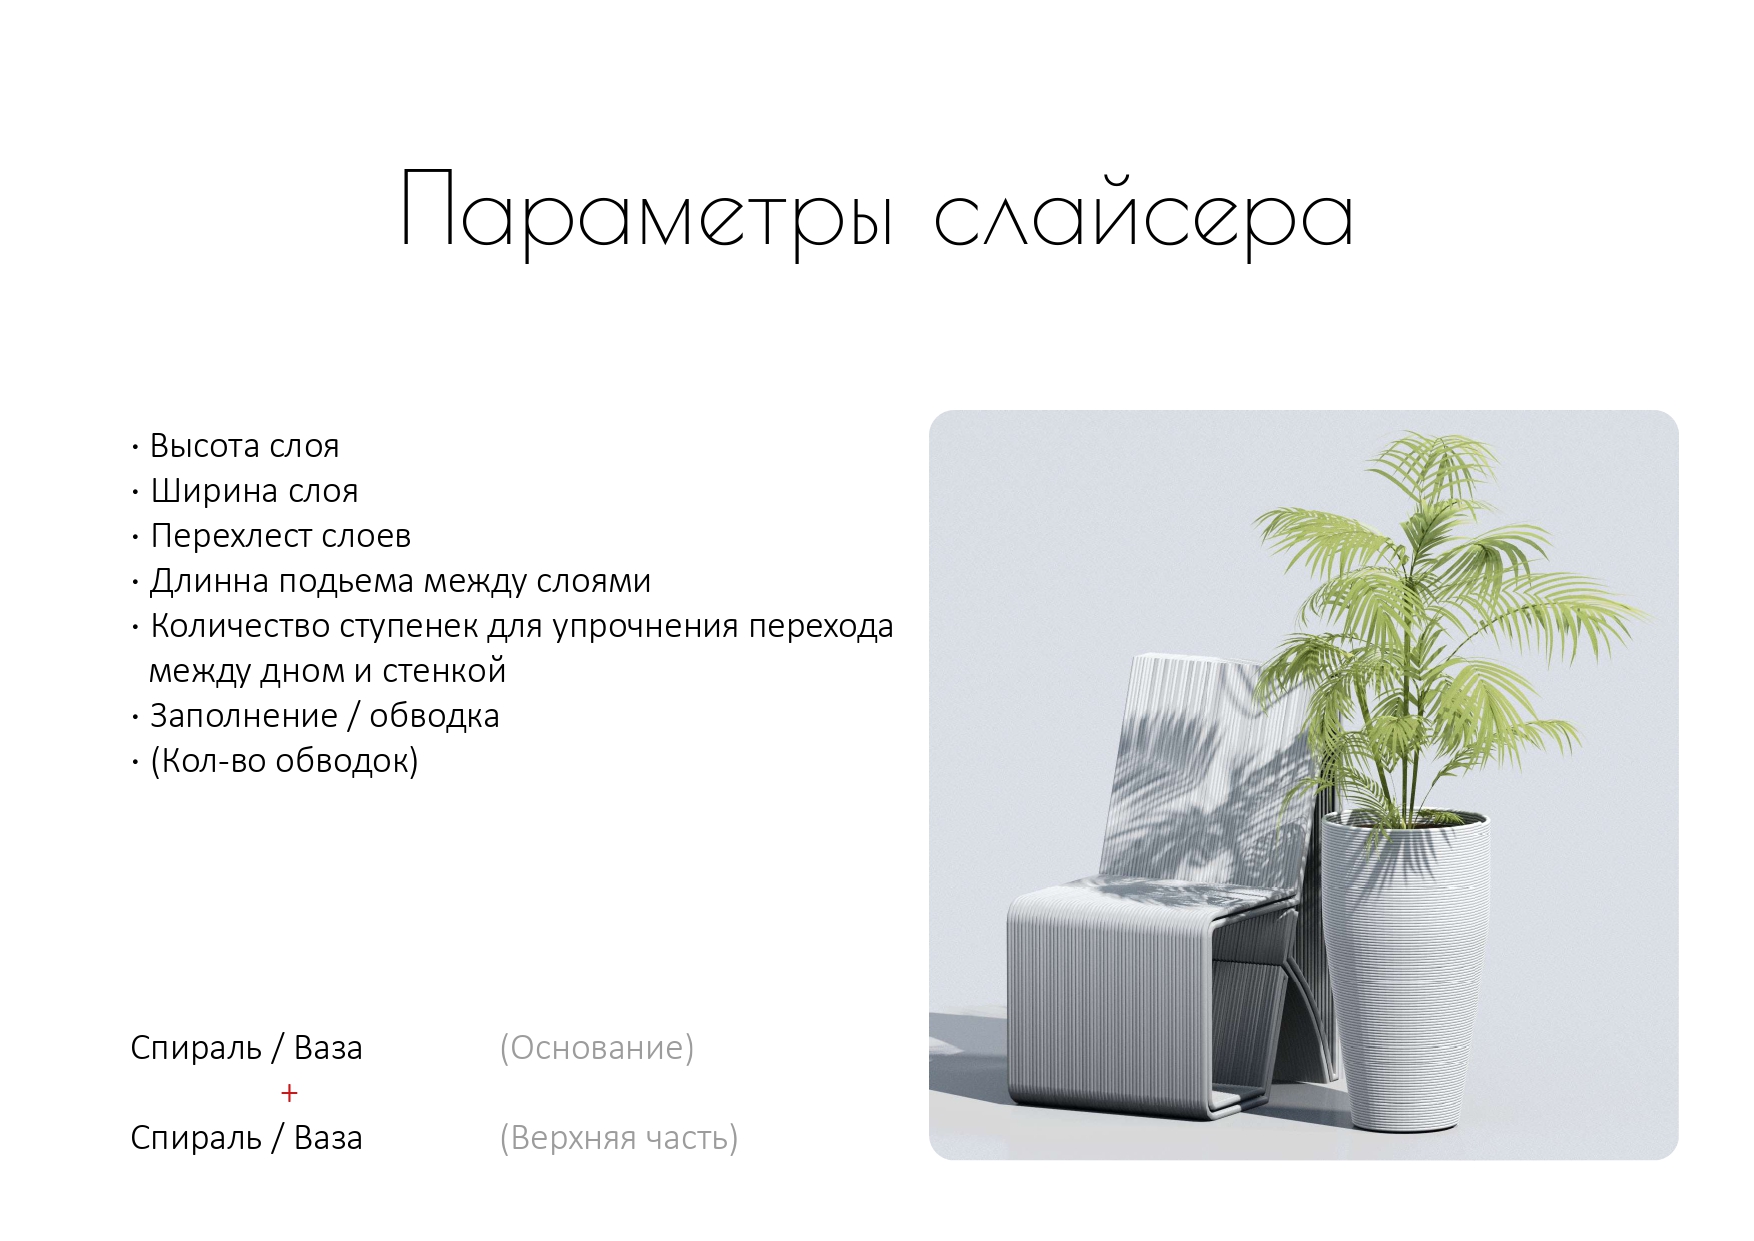 Параметры слайсера
· Высота слоя
· Ширина слоя
· Перехлест слоев
· Длинна подьема между слоями
· Количество ступенек для упрочнения перехода
между дном и стенкой
· Заполнение / обводка
· (Кол-во обводок)
Спираль / Ваза (Основание)
+
Спираль / Ваза (Верхняя часть)